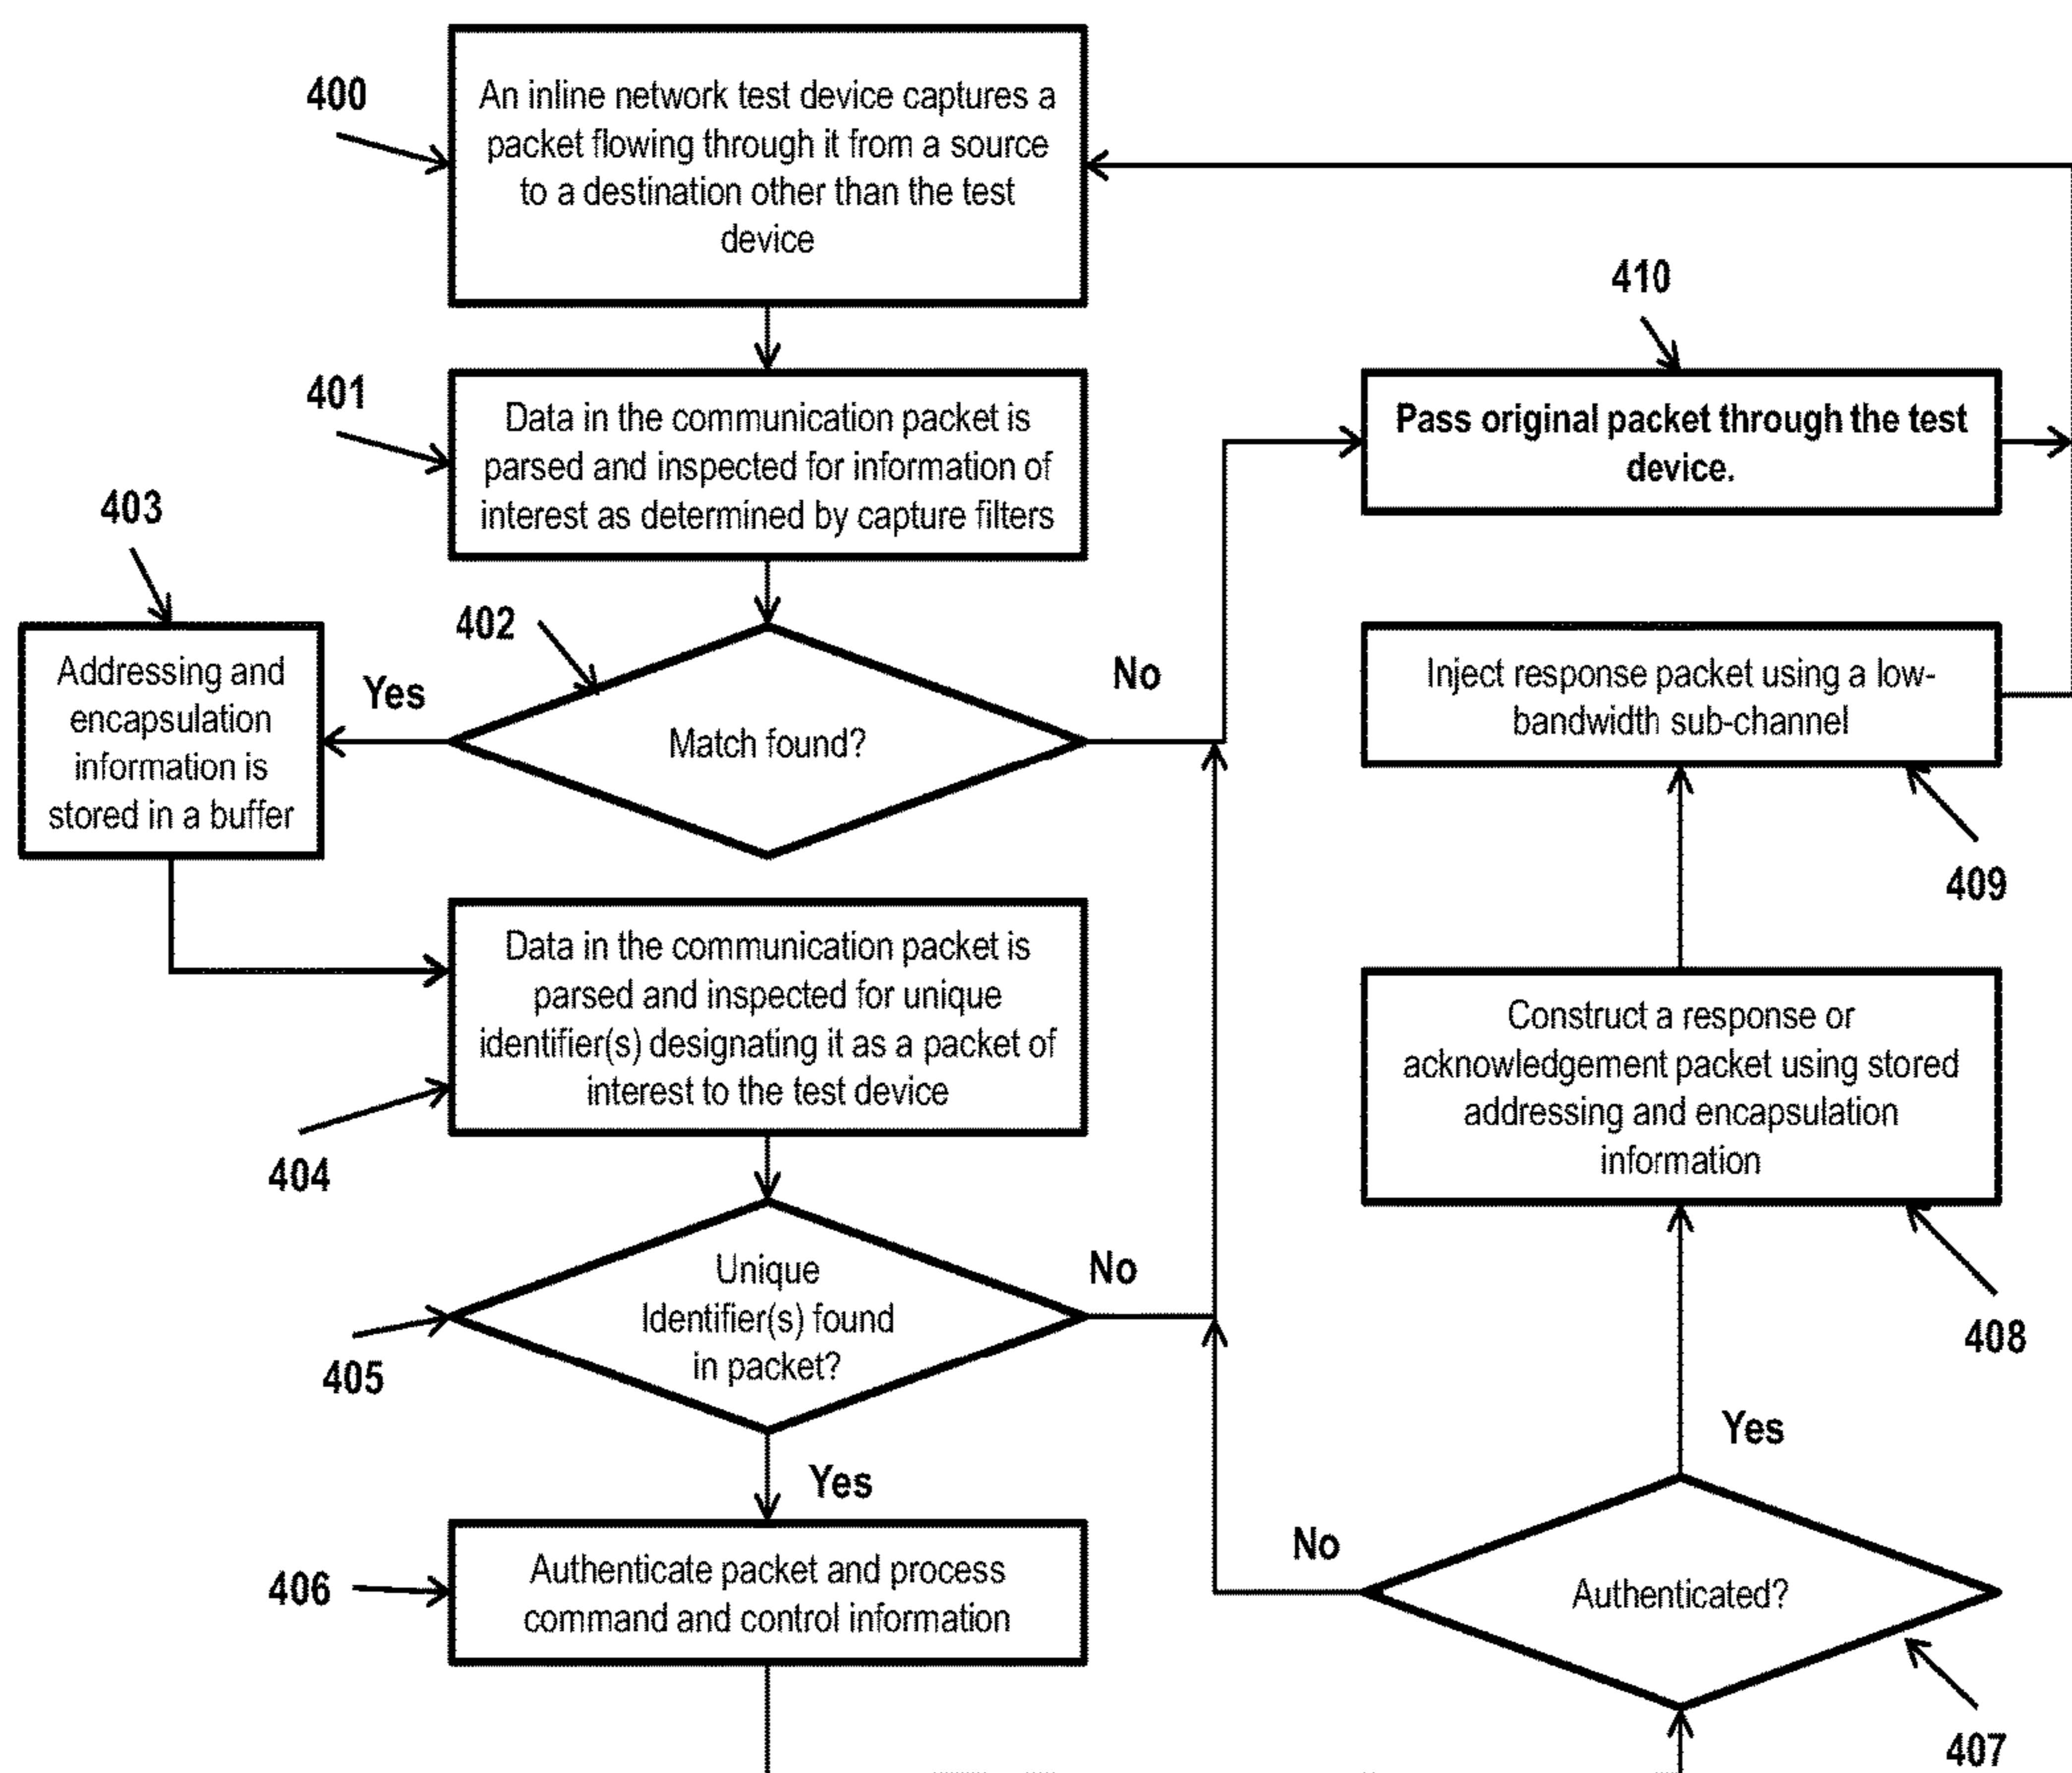 400
An inline network test device captures a
packet flowing through it from a source
to a destination other than the test
device
401
Data in the communication packet is
parsed and inspected for information of
interest as determined by capture filters
402
Match found?
Yes
No
403
Addressing and
encapsulation
information is
stored in a buffer
Data in the communication packet is
parsed and inspected for unique
identifier(s) designating it as a packet of
interest to the test device
404
Unique
Identifier(s) found
in packet?
405
No
Yes
406
Authenticate packet and process
command and control information
410
Pass original packet through the test
device.
Inject response packet using a low-
bandwidth sub-channel
409
Construct a response or
acknowledgement packet using stored
addressing and encapsulation
information
408
Yes
No
Authenticated?
407